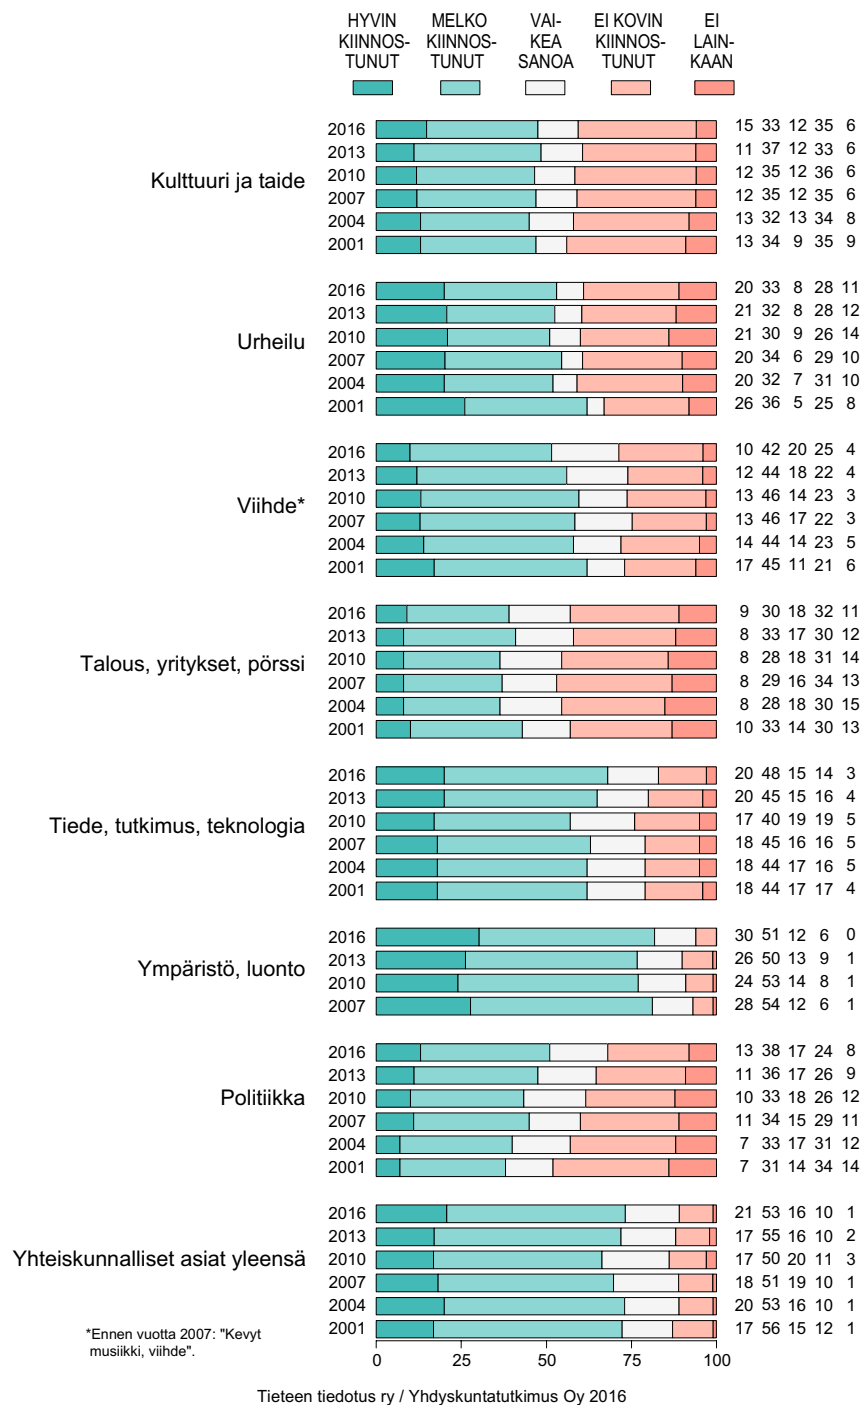 HYVIN KIINNOS- TUNUT
MELKO KIINNOS- TUNUT
VAI- KEA SANOA
EI KOVIN KIINNOS- TUNUT
EI LAIN- KAAN
Kulttuuri ja taide
2016 15 33 12 35 6
2013 11 37 12 33 6
2010 12 35 12 36 6
2007 12 35 12 35 6
2004 13 32 13 34 8
2001 13 34 9 35 9
Urheilu
2016 20 33 8 28 11
2013 21 32 8 28 12
2010 21 30 9 26 14
2007 20 34 6 29 10
2004 20 32 7 31 10
2001 26 36 5 25 8
Viihde*
2016 10 42 20 25 4
2013 12 44 18 22 4
2010 13 46 14 23 3
2007 13 46 17 22 3
2004 14 44 14 23 5
2001 17 45 11 21 6
Talous, yritykset, pörssi
2016 9 30 18 32 11
2013 8 33 17 30 12
2010 8 28 18 31 14
2007 8 29 16 34 13
2004 8 28 18 30 15
2001 10 33 14 30 13
Tiede, tutkimus, teknologia
2016 20 48 15 14 3
2013 20 45 15 16 4
2010 17 40 19 19 5
2007 18 45 16 16 5
2004 18 44 17 16 5
2001 18 44 17 17 4
Ympäristö, luonto
2016 30 51 12 6 0
2013 26 50 13 9 1
2010 24 53 14 8 1
2007 28 54 12 6 1
Politiikka
2016 13 38 17 24 8
2013 11 36 17 26 9
2010 10 33 18 26 12
2007 11 34 15 29 11
2004 7 33 17 31 12
2001 7 31 14 34 14
Yhteiskunnalliset asiat yleensä
2016 21 53 16 10 1
2013 17 55 16 10 2
2010 17 50 20 11 3
2007 18 51 19 10 1
2004 20 53 16 10 1
2001 17 56 15 12 1
*Ennen vuotta 2007: "Kevyt
musiikki, viihde".
0 25 50 75 100
Tieteen tiedotus ry / Yhdyskuntatutkimus Oy 2016